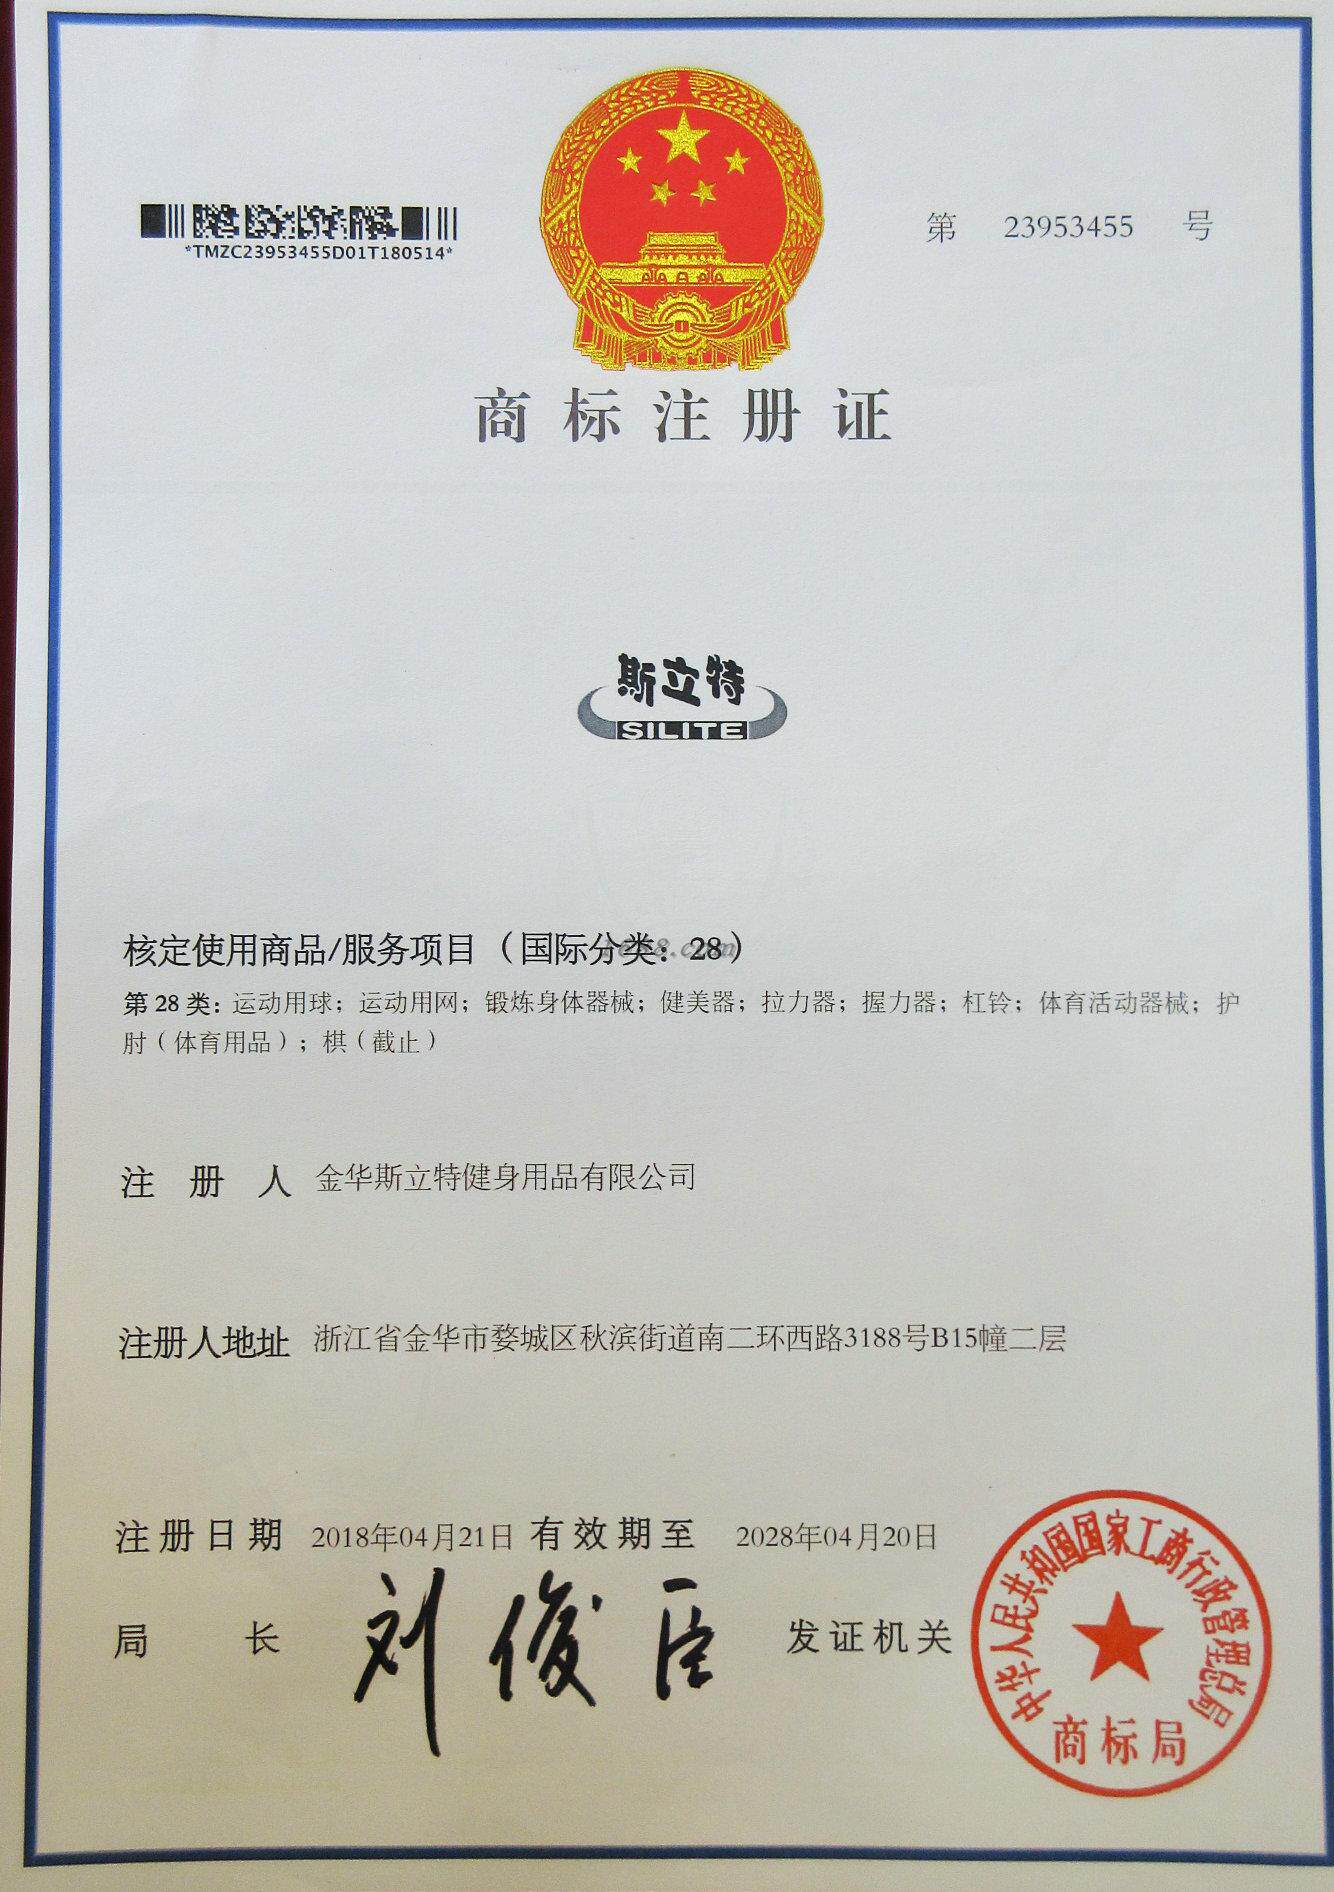 *TMZC23953455D01T180514*
第 23953455 号
商标注册证
斯立特
SILITE
核定使用商品/服务项目（国际分类：28）
第 28 类：运动用球；运动用网；锻炼身体器械；健美器；拉力器；握力器；杠铃；体育活动器械；护
肘（体育用品）；棋（截止）
注 册 人 金华斯立特健身用品有限公司
注册人地址 浙江省金华市婺城区秋滨街道南二环西路3188号B15幢二层
注册日期 2018年04月21日 有效期至 2028年04月20日
局 长 刘俊臣 发证机关
中华人民共和国国家工商行政管理总局
商标局